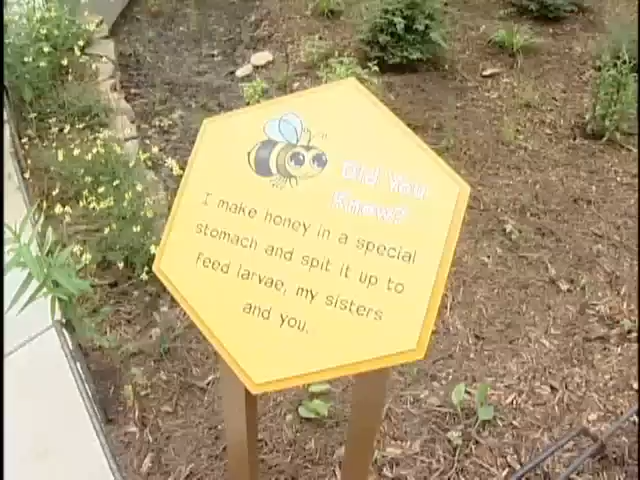 Did You
Know?
I make honey in a special
stomach and spit it up to
feed larvae, my sisters
and you.